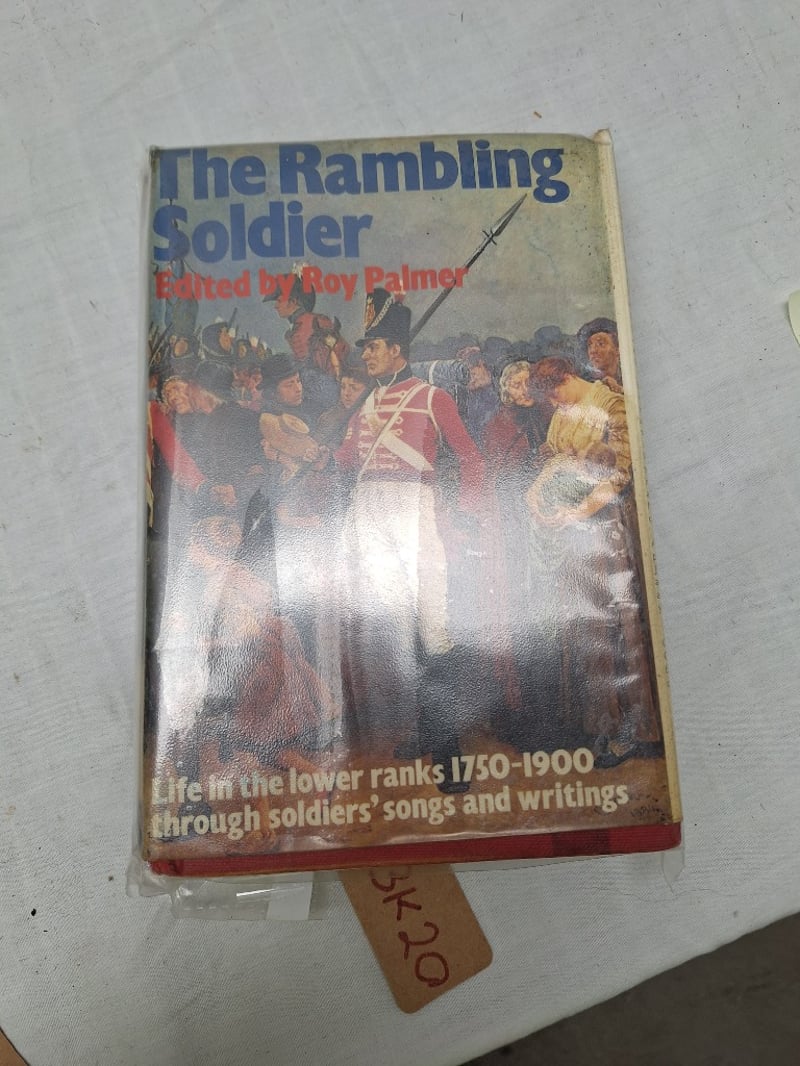 The Rambling
Soldier
Edited by Roy Palmer
Life in the lower ranks 1750-1900
through soldiers' songs and writings
BK20